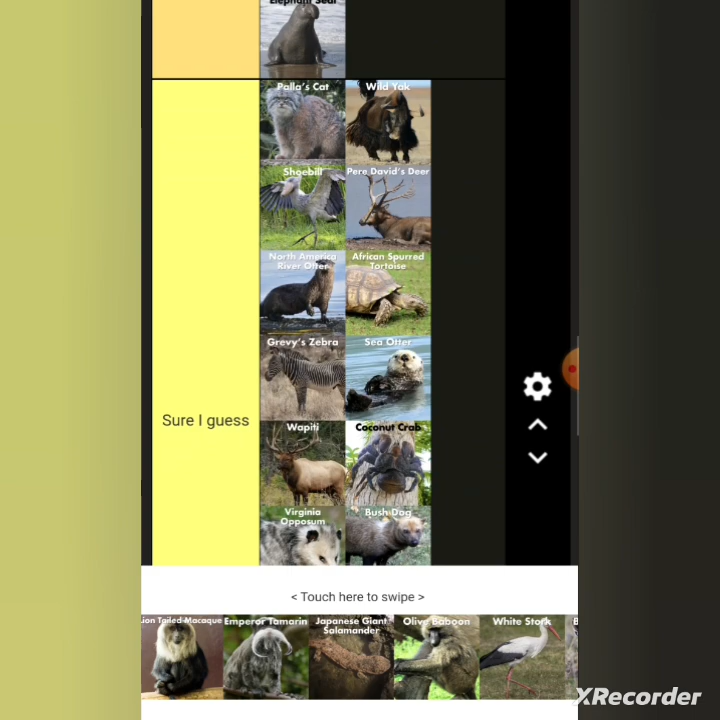 Elephant Seal
Palla's Cat
Wild Yak
Shoebill
Pere David's Deer
North America
River Otter
African Spurred
Tortoise
Grevy's Zebra
Sea Otter
Sure I guess
Wapiti
Coconut Crab
Virginia
Opposum
Bush Dog
< Touch here to swipe >
Lion Tailed Macaque
Emperor Tamarin
Japanese Giant
Salamander
Olive Baboon
White Stork
B
XRecorder